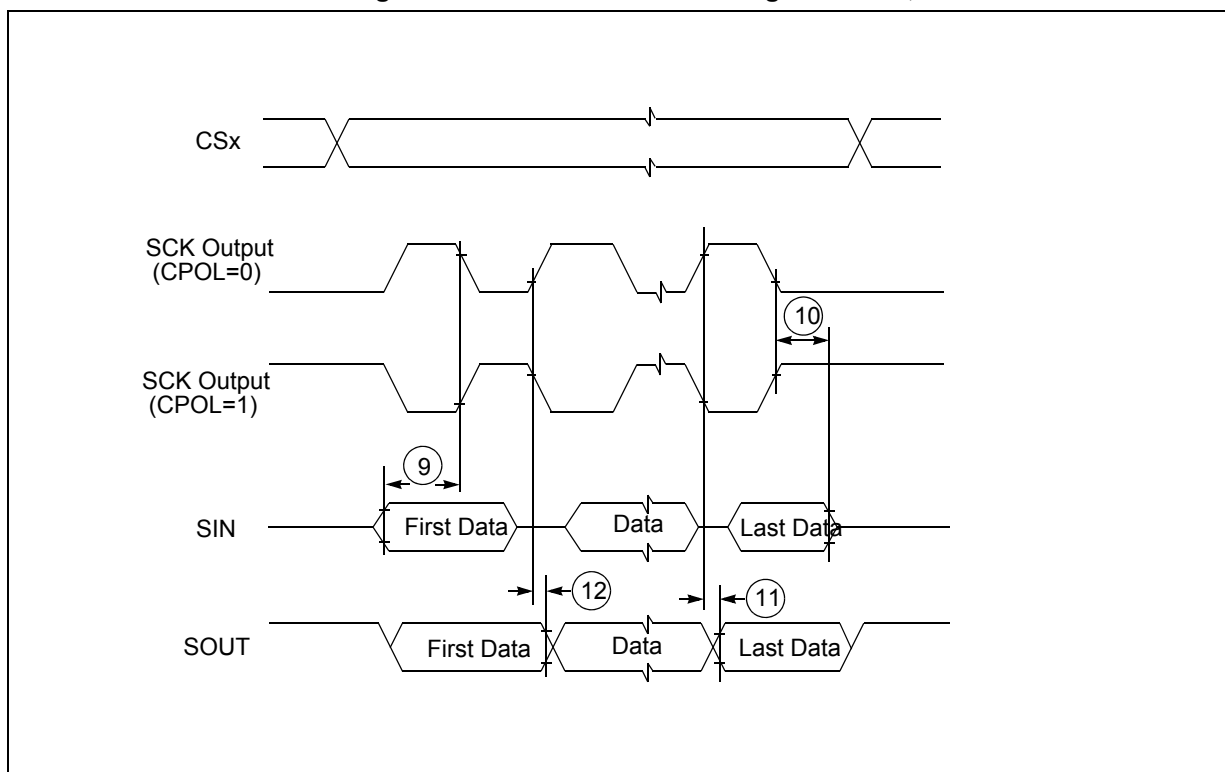 CSx
SCK Output
(CPOL=0)
10
SCK Output
(CPOL=1)
9
SIN
First Data
Data
Last Data
12
11
SOUT
First Data
Data
Last Data